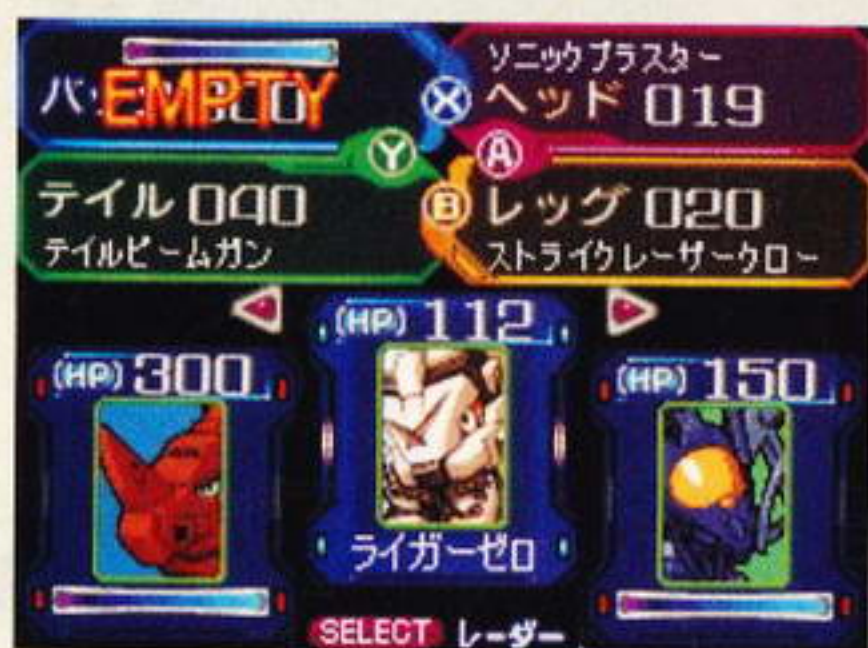 EMPTY
X
ソニックブラスター
ヘッド 019
Y
A
テイル 040
テイルビームガン
B
レッグ 020
ストライクレーザークロー
(HP) 300
(HP) 112
(HP) 150
ライガーゼロ
SELECT レーダー